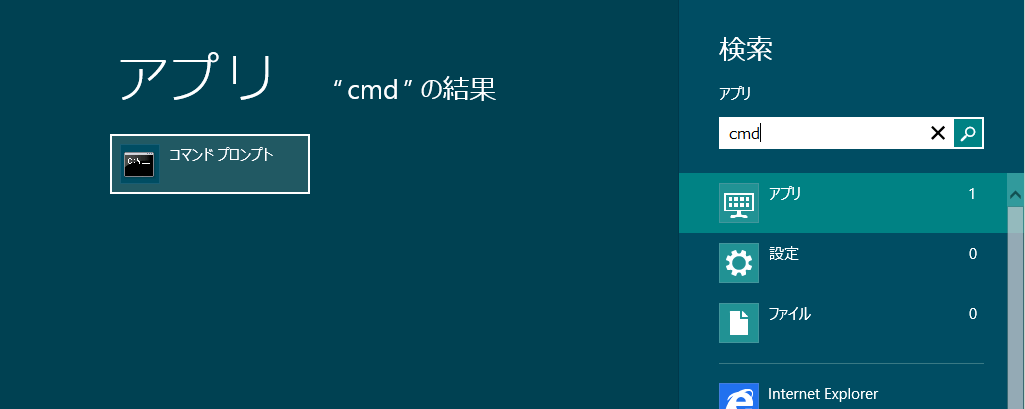 アプリ
“cmd” の結果
コマンド プロンプト
C:\_
検索
アプリ
cmd
アプリ 1
設定 0
ファイル 0
Internet Explorer